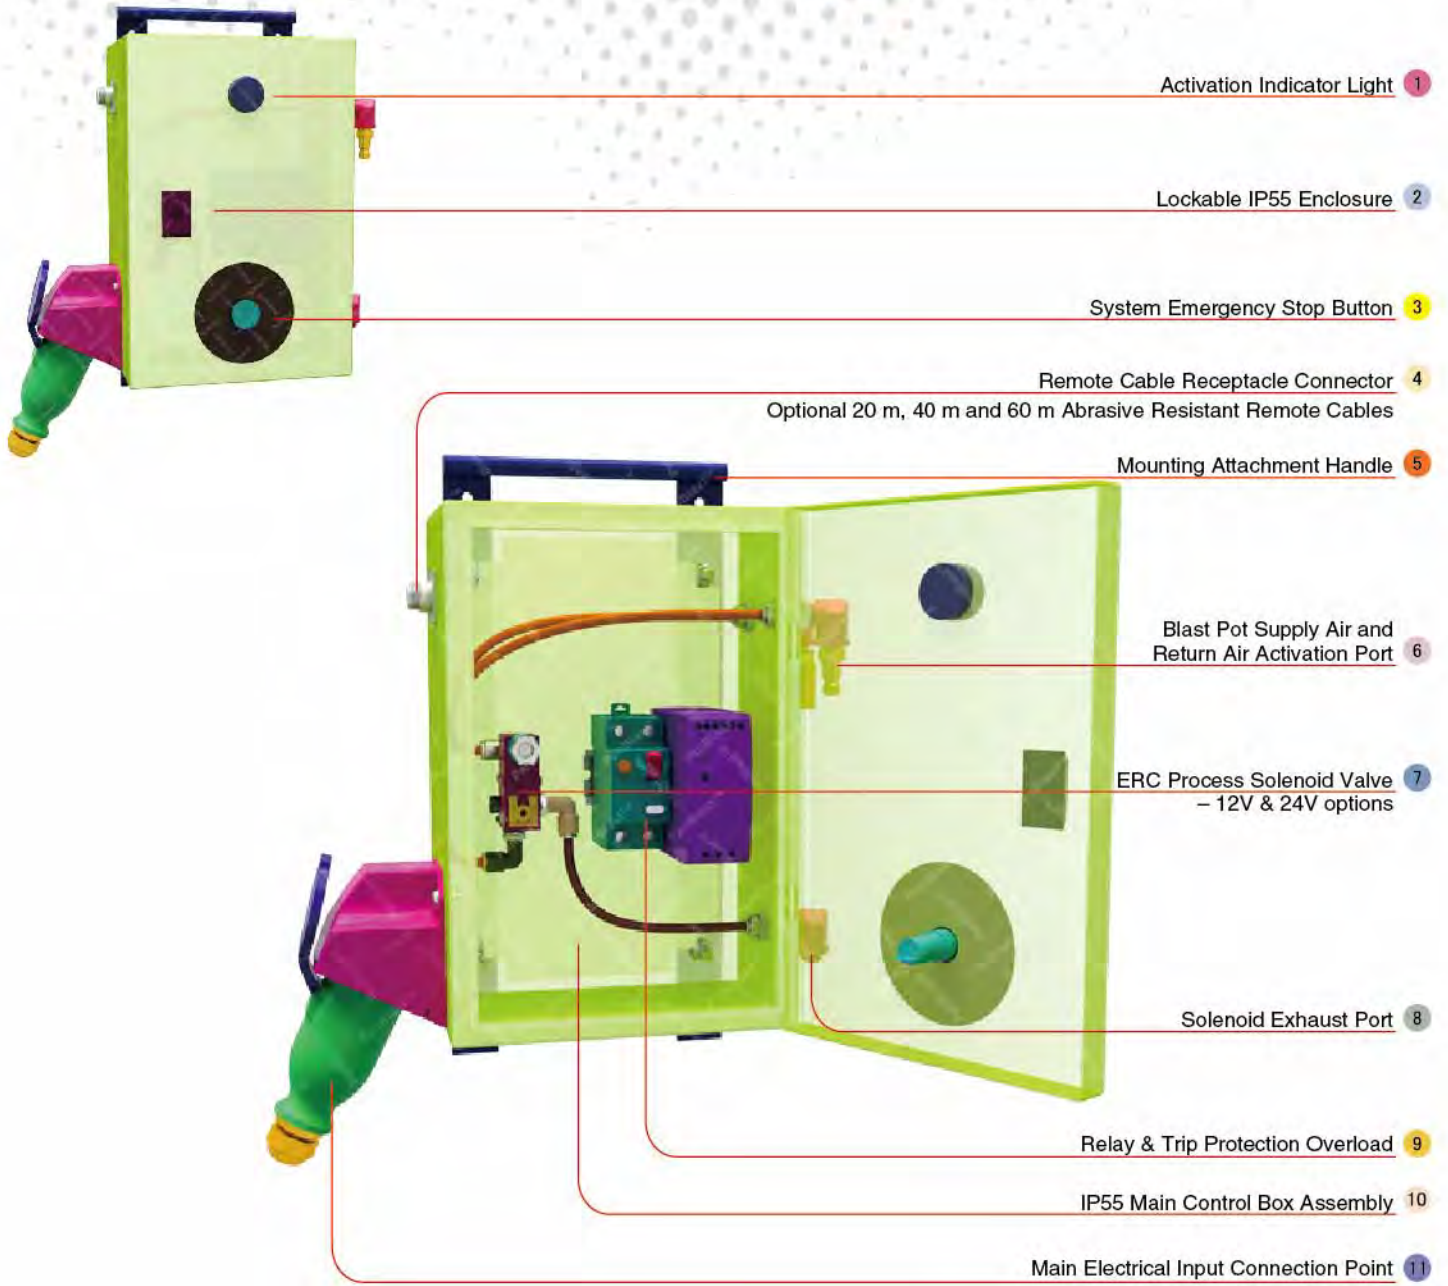 Activation Indicator Light 1
Lockable IP55 Enclosure 2
System Emergency Stop Button 3
Remote Cable Receptacle Connector 4
Optional 20 m, 40 m and 60 m Abrasive Resistant Remote Cables
Mounting Attachment Handle 5
Blast Pot Supply Air and
Return Air Activation Port 6
ERC Process Solenoid Valve 7
– 12V & 24V options
Solenoid Exhaust Port 8
Relay & Trip Protection Overload 9
IP55 Main Control Box Assembly 10
Main Electrical Input Connection Point 11